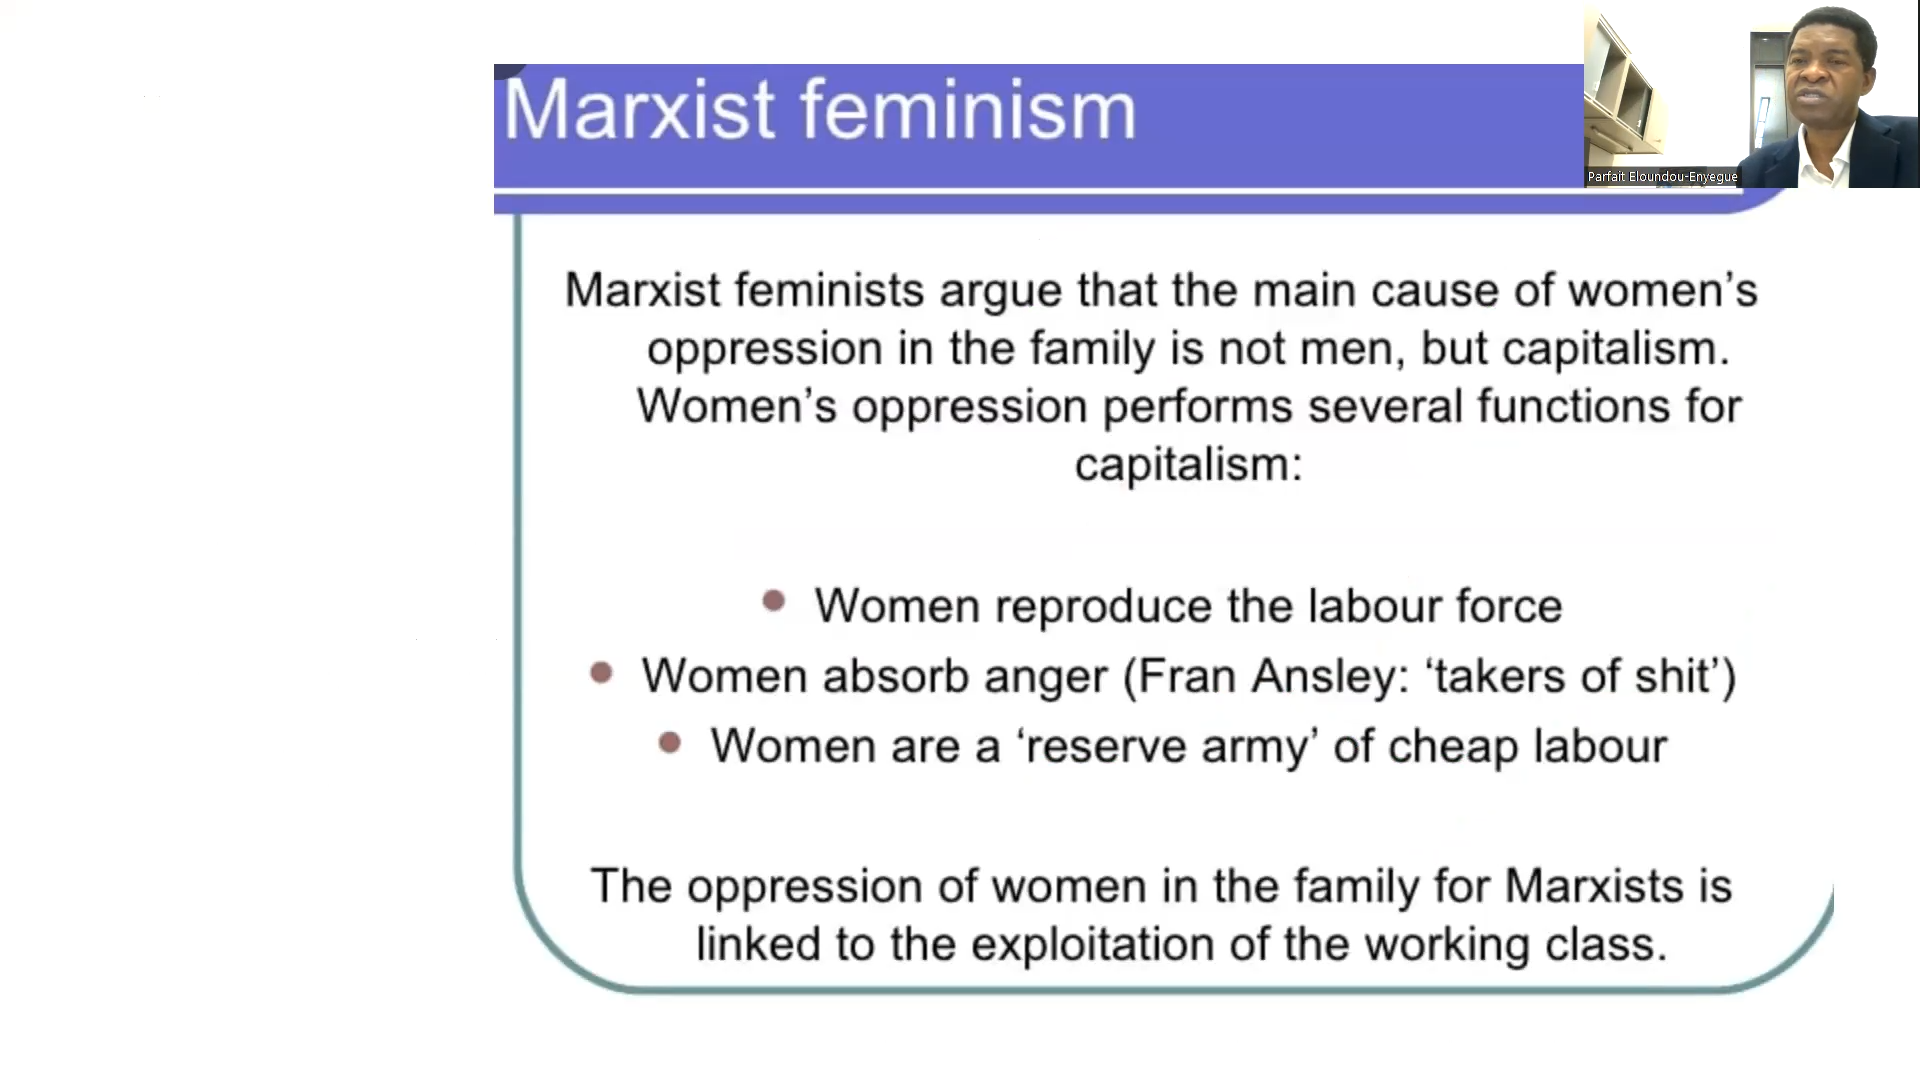 Marxist feminism
Parfait Eloundou-Enyegue
Marxist feminists argue that the main cause of women’s
oppression in the family is not men, but capitalism.
Women’s oppression performs several functions for
capitalism:
• Women reproduce the labour force
• Women absorb anger (Fran Ansley: ‘takers of shit’)
• Women are a ‘reserve army’ of cheap labour
The oppression of women in the family for Marxists is
linked to the exploitation of the working class.